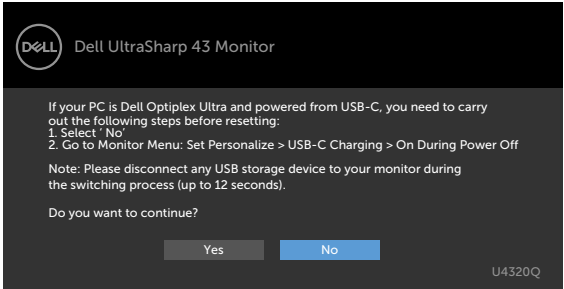 DELL
Dell UltraSharp 43 Monitor
If your PC is Dell Optiplex Ultra and powered from USB-C, you need to carry
out the following steps before resetting:
1. Select ‘ No’
2. Go to Monitor Menu: Set Personalize > USB-C Charging > On During Power Off
Note: Please disconnect any USB storage device to your monitor during
the switching process (up to 12 seconds).
Do you want to continue?
Yes No
U4320Q